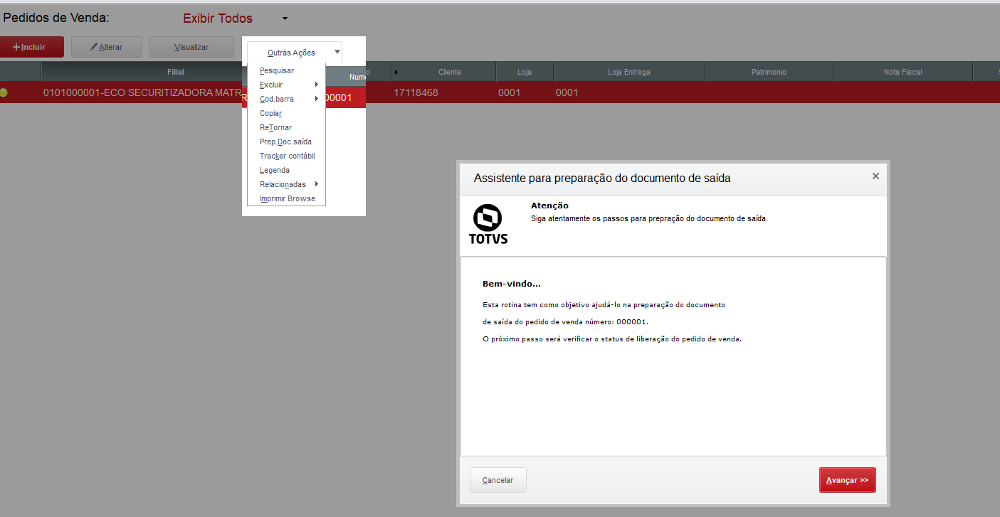 Pedidos de Venda: Exibir Todos
Incluir Alterar Visualizar Outras Ações
Filial Nume o Cliente Loja Loja Entrega Patrimonio Nota Fiscal
0101000001-ECO SECURITIZADORA MATR R 00001 17118468 0001 0001
Pesquisar
Excluir
Cod.barra
Copiar
ReTornar
Prep.Doc.saída
Tracker contábil
Legenda
Relacionadas
Imprimir Browse
Assistente para preparação do documento de saída
Atenção
Siga atentamente os passos para prepração do documento de saída.
TOTVS
Bem-vindo...
Esta rotina tem como objetivo ajudá-lo na preparação do documento
de saída do pedido de venda número: 000001.
O próximo passo será verificar o status de liberação do pedido de venda.
Cancelar Avançar >>